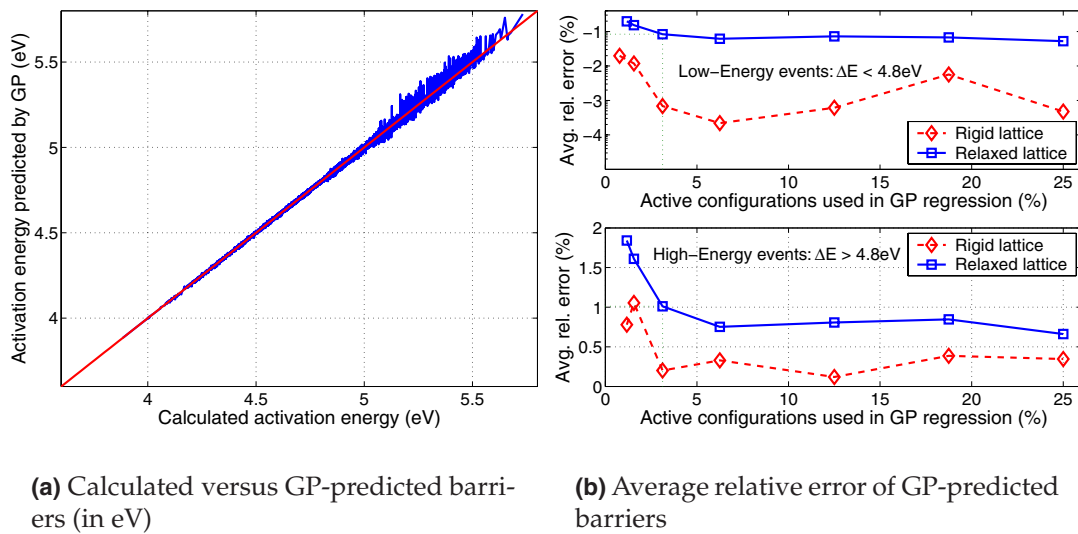 5.5
5
4.5
4
4
4.5
5
5.5
Calculated activation energy (eV)
Activation energy predicted by GP (eV)
−1
−2
−3
−4
0
5
10
15
20
25
Low−Energy events: ΔE < 4.8eV
Rigid lattice
Relaxed lattice
Avg. rel. error (%)
Active configurations used in GP regression (%)
2
1.5
1
0.5
0
0
5
10
15
20
25
High−Energy events: ΔE > 4.8eV
Rigid lattice
Relaxed lattice
Avg. rel. error (%)
Active configurations used in GP regression (%)
(a) Calculated versus GP-predicted barri-
ers (in eV)
(b) Average relative error of GP-predicted
barriers